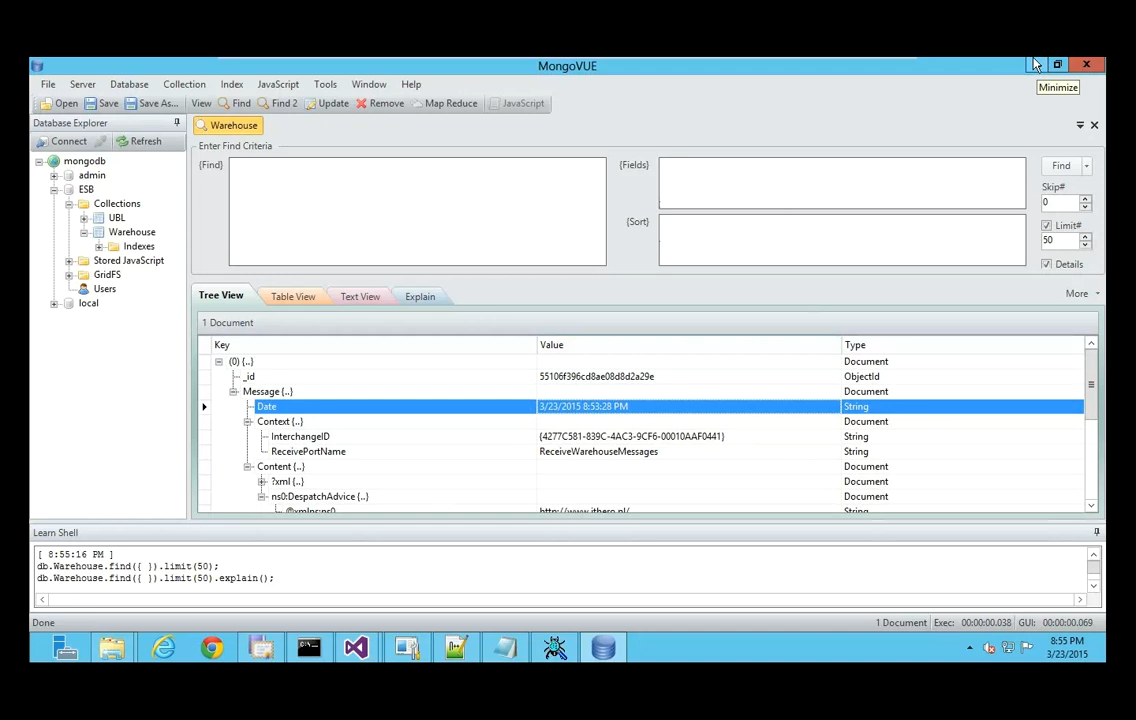 MongoVUE
File Server Database Collection Index JavaScript Tools Window Help
Minimize
Open Save Save As... View Find Find 2 Update Remove Map Reduce JavaScript
Database Explorer
Connect Refresh
mongodb
admin
ESB
Collections
UBL
Warehouse
Indexes
Stored JavaScript
GridFS
Users
local
Warehouse
Enter Find Criteria
{Find}
{Fields}
{Sort}
Find
Skip#
0
Limit#
50
Details
Tree View Table View Text View Explain
More
1 Document
Key Value Type
(0) {..} Document
_id 55106f396cd8ae08d8d2a29e ObjectId
Message {..} Document
Date 3/23/2015 8:53:28 PM String
Context {..} Document
InterchangeID {4277C581-839C-4AC3-9CF6-00010AAF0441} String
ReceivePortName ReceiveWarehouseMessages String
Content {..} Document
?xml {..} Document
ns0:DespatchAdvice {..} Document
@xmlns:ns0 http://www.ithero.nl/ String
Learn Shell
[ 8:55:16 PM ]
db.Warehouse.find({ }).limit(50);
db.Warehouse.find({ }).limit(50).explain();
Done
1 Document Exec: 00:00:00.038 GUI: 00:00:00.069
8:55 PM
3/23/2015